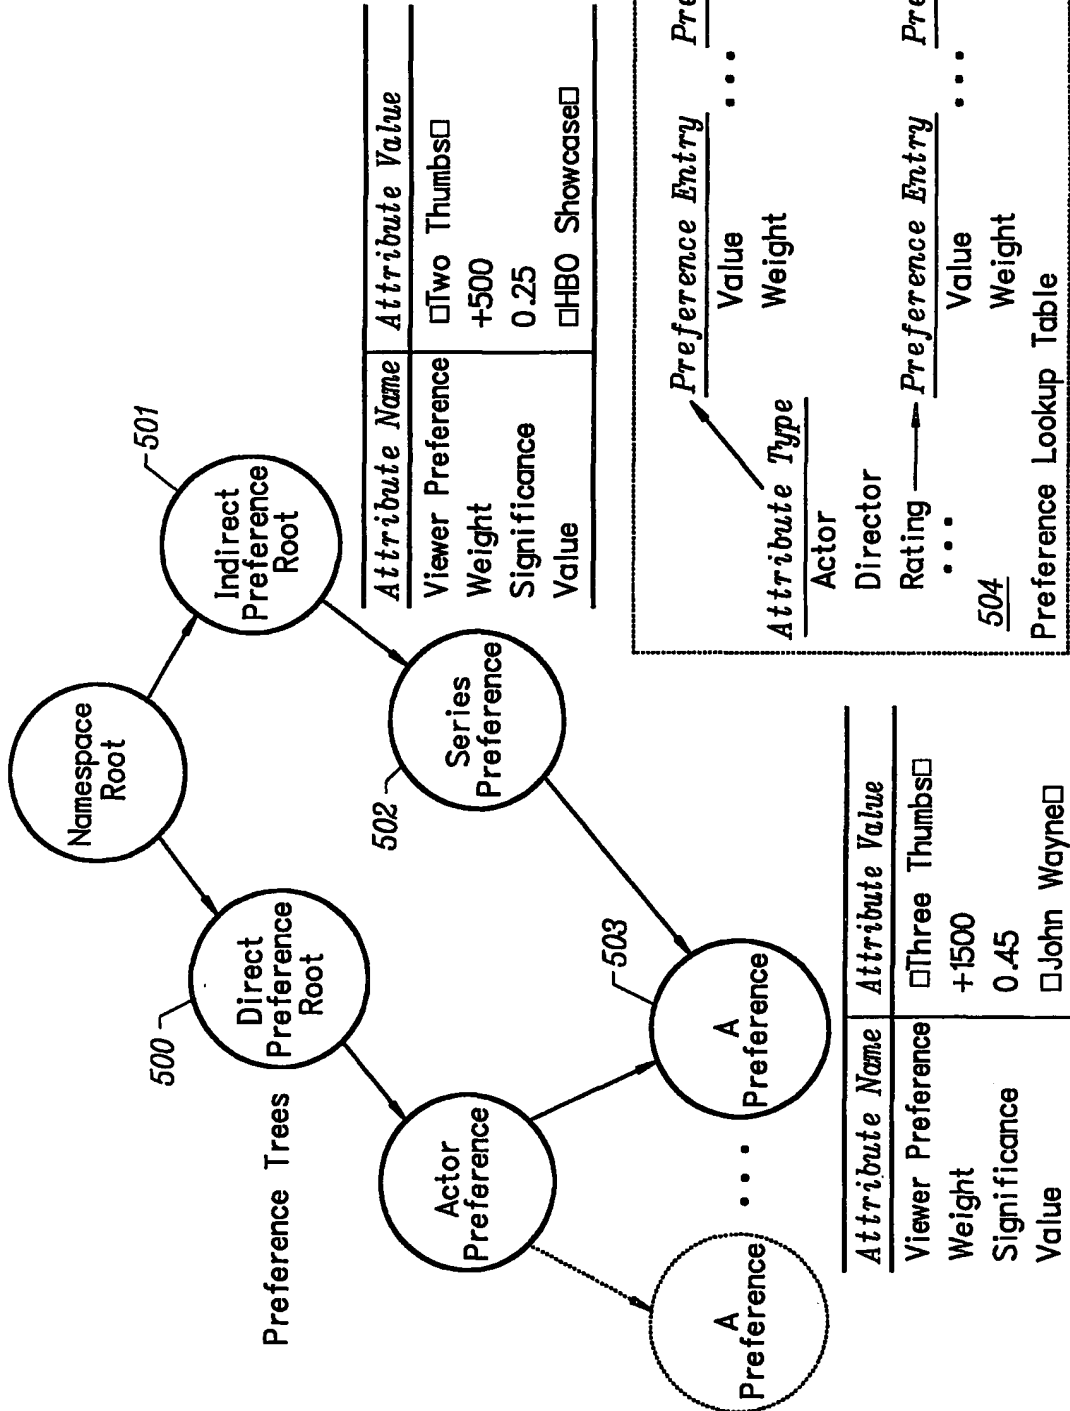 Preference Trees
Namespace
Root
500
Direct
Preference
Root
501
Indirect
Preference
Root
Actor
Preference
502
Series
Preference
503
A
Preference
...
A
Preference
Attribute Name Attribute Value
Viewer Preference □Two Thumbs□
Weight +500
Significance 0.25
Value □HBO Showcase□
Attribute Name Attribute Value
Viewer Preference □Three Thumbs□
Weight +1500
Significance 0.45
Value □John Wayne□
Preference Entry ... Pre
Value
Weight
Attribute Type
Actor
Director
Rating Preference Entry ... Pre
... Value
Weight
504
Preference Lookup Table